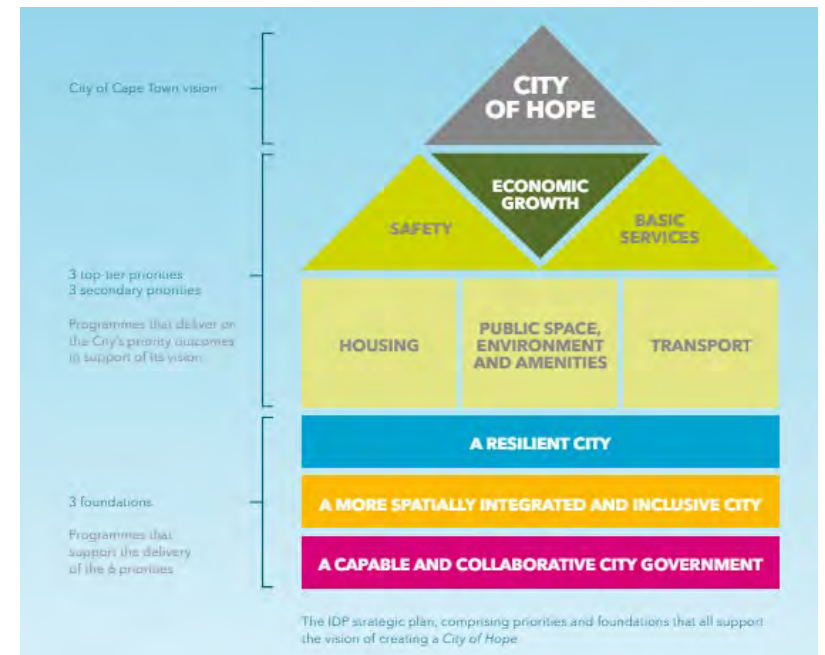 City of Cape Town vision
CITY
OF HOPE
ECONOMIC
GROWTH
SAFETY
BASIC
SERVICES
3 top-tier priorities
3 secondary priorities
Programmes that deliver on
the City's priority outcomes
in support of its vision
HOUSING
PUBLIC SPACE,
ENVIRONMENT
AND AMENITIES
TRANSPORT
A RESILIENT CITY
3 foundations
A MORE SPATIALLY INTEGRATED AND INCLUSIVE CITY
Programmes that
support the delivery
of the 6 priorities
A CAPABLE AND COLLABORATIVE CITY GOVERNMENT
The IDP strategic plan, comprising priorities and foundations that all support
the vision of creating a City of Hope